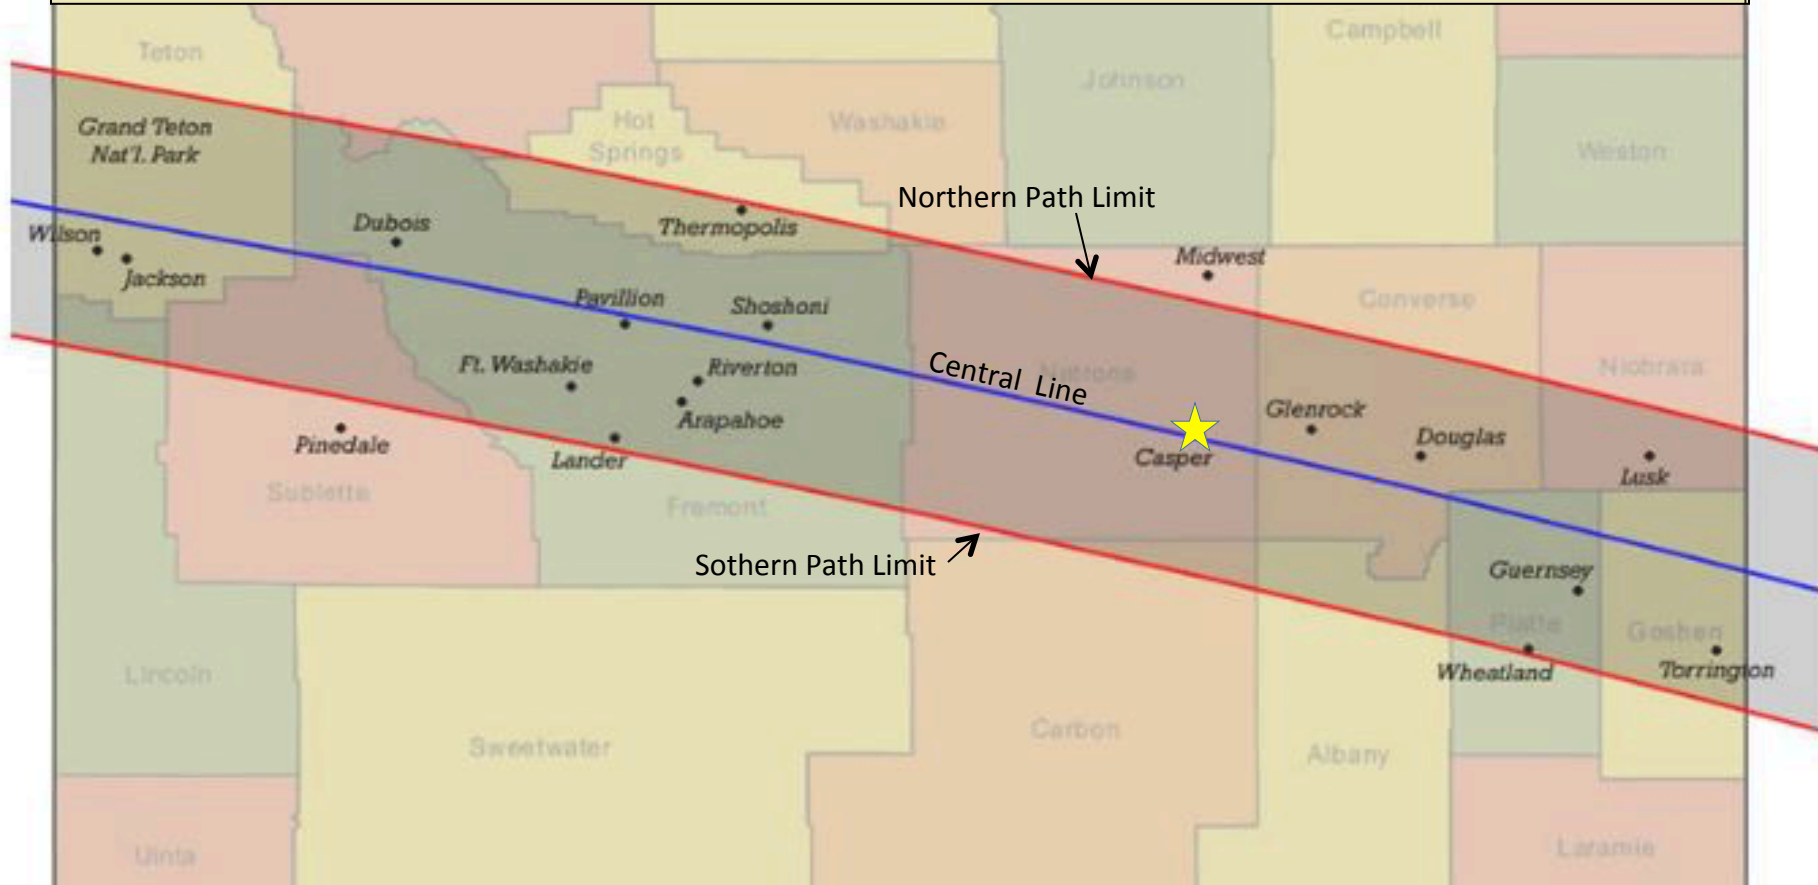 Campbell
Teton
Johnson
Hot
Springs
Washakie
Grand Teton
Nat'l. Park
Weston
Northern Path Limit
Dubois
Thermopolis
Wilson
Midwest
Jackson
Pavillion
Shoshoni
Converse
Ft. Washakie
Riverton
Central Line
Natrona
Niobrara
Arapahoe
Glenrock
Pinedale
Lander
Casper
Douglas
Lusk
Sublette
Fremont
Sothern Path Limit
Guernsey
Platte
Goshen
Wheatland
Torrington
Lincoln
Sweetwater
Carbon
Albany
Uinta
Laramie